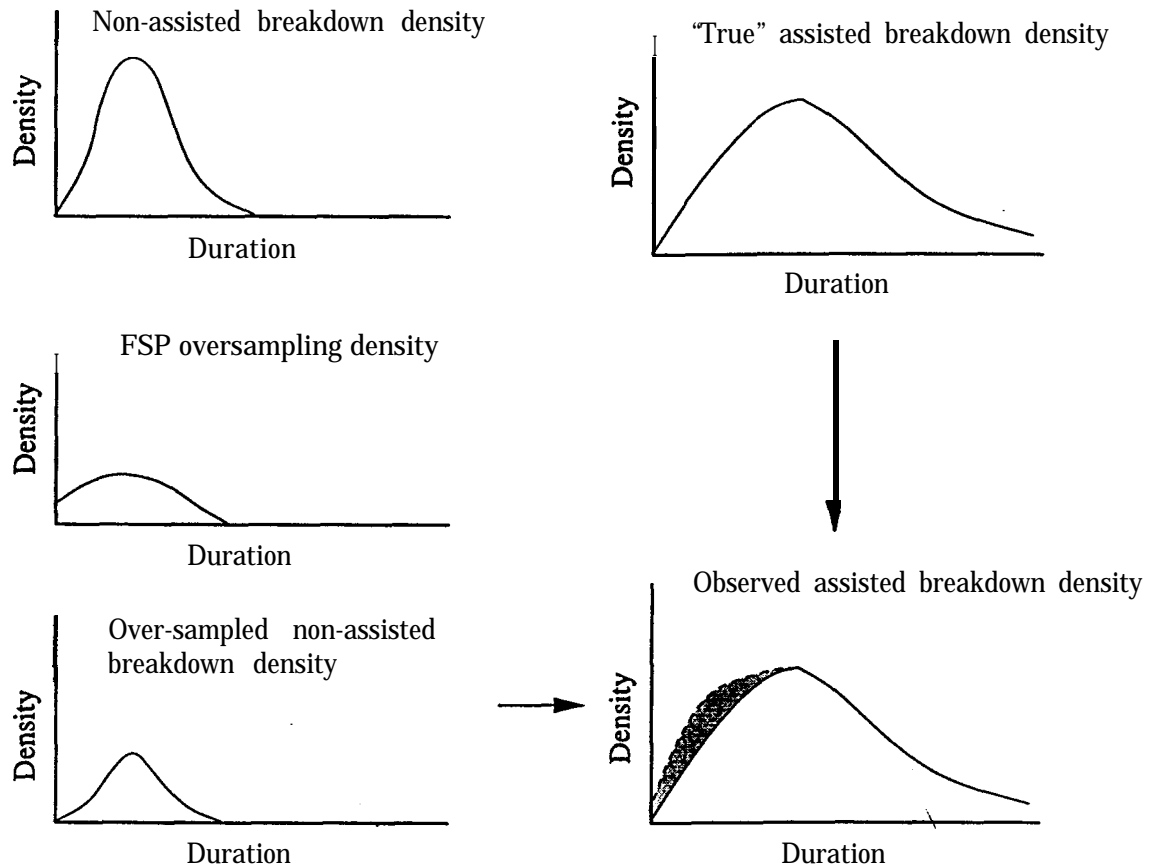 Non-assisted breakdown density
Density
Duration
“True” assisted breakdown density
Density
Duration
FSP oversampling density
Density
Duration
Over-sampled non-assisted
breakdown density
Density
Duration
Observed assisted breakdown density
Density
Duration